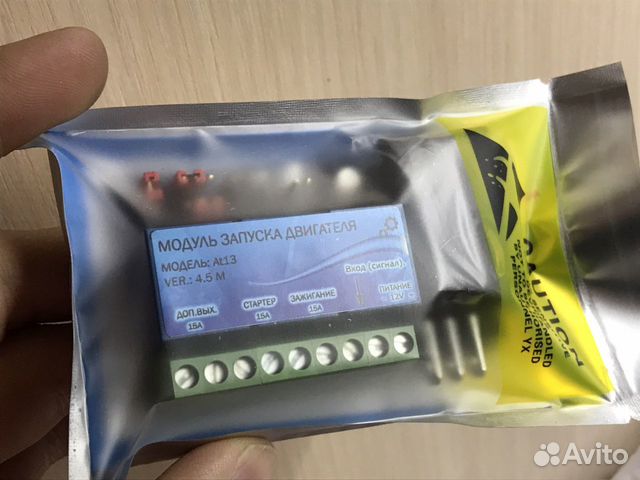 МОДУЛЬ ЗАПУСКА ДВИГАТЕЛЯ
МОДЕЛЬ: At13
VER.: 4.5 M
Вход (сигнал)
ДОП.ВЫХ.
15А
СТАРТЕР
15А
ЗАЖИГАНИЕ
15А
ПИТАНИЕ
12V
CAUTION
Avito